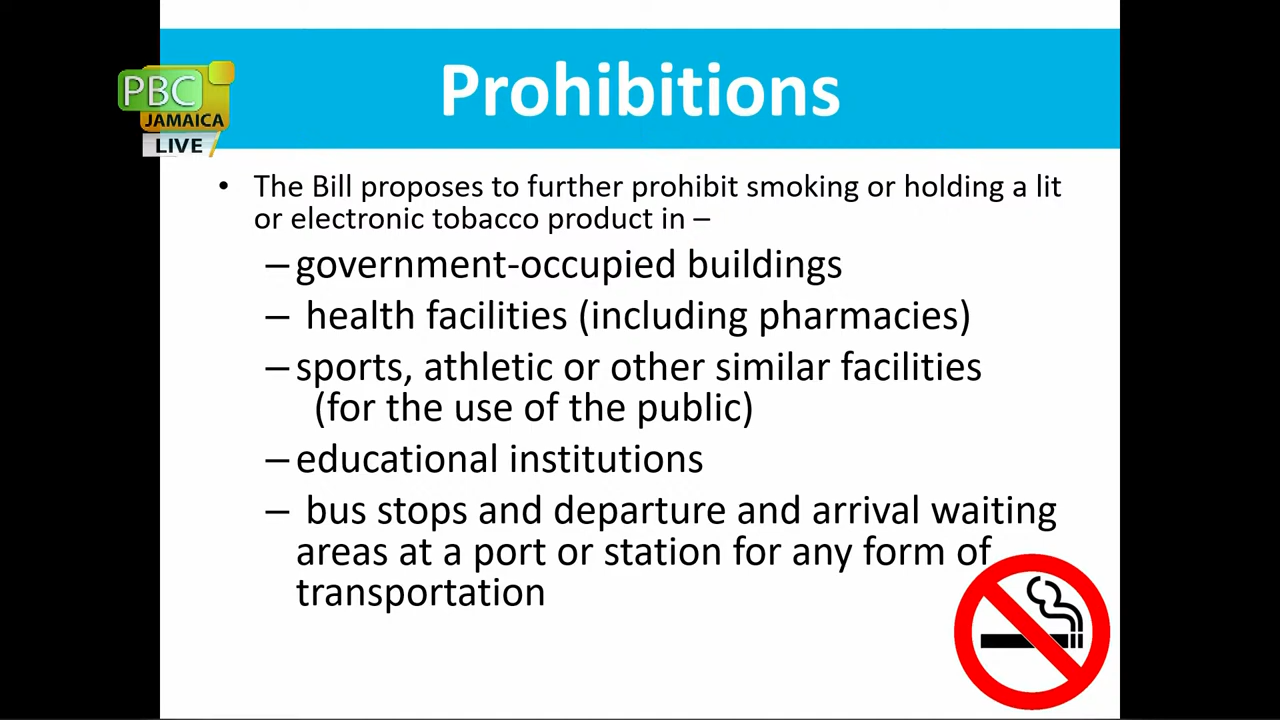 Prohibitions
PBC
JAMAICA
LIVE
• The Bill proposes to further prohibit smoking or holding a lit
or electronic tobacco product in –
–government-occupied buildings
– health facilities (including pharmacies)
–sports, athletic or other similar facilities
(for the use of the public)
–educational institutions
– bus stops and departure and arrival waiting
areas at a port or station for any form of
transportation